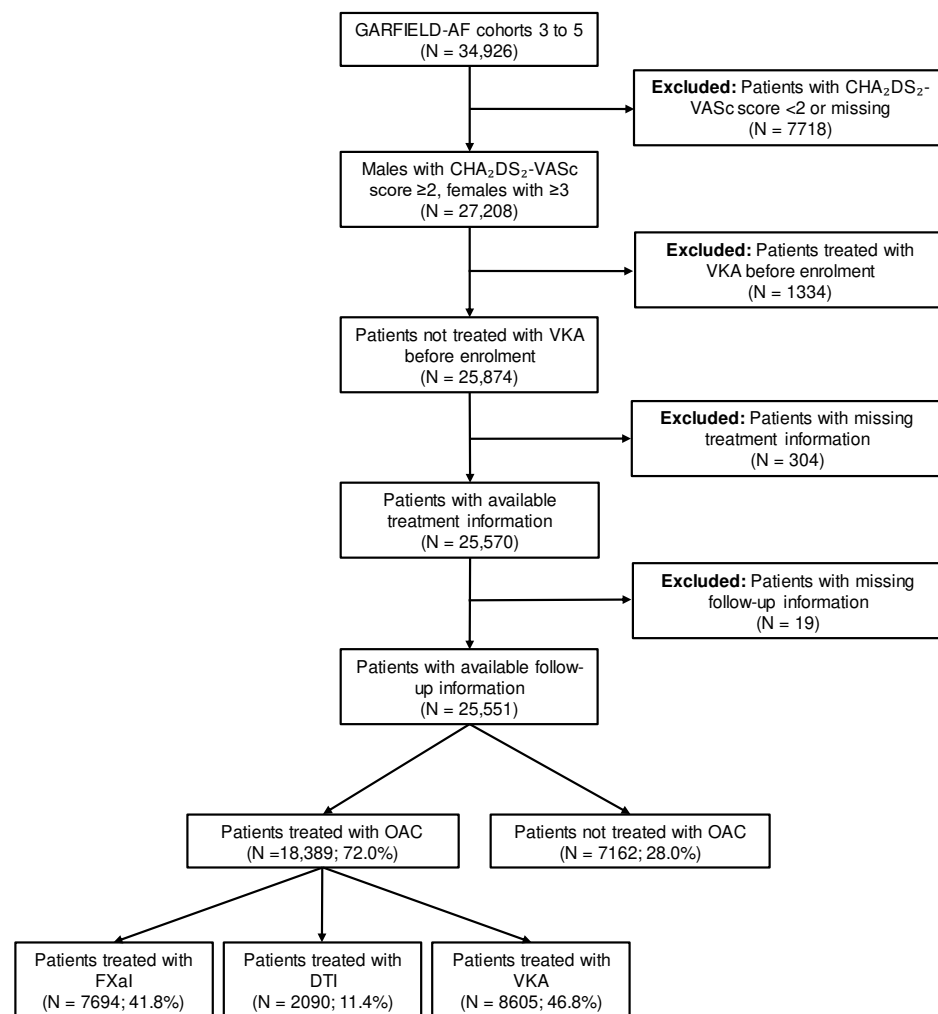 GARFIELD-AF cohorts 3 to 5
(N = 34,926)
Excluded: Patients with CHA₂DS₂-
VASc score <2 or missing
(N = 7718)
Males with CHA₂DS₂-VASc
score ≥2, females with ≥3
(N = 27,208)
Excluded: Patients treated with
VKA before enrolment
(N = 1334)
Patients not treated with VKA
before enrolment
(N = 25,874)
Excluded: Patients with missing
treatment information
(N = 304)
Patients with available
treatment information
(N = 25,570)
Excluded: Patients with missing
follow-up information
(N = 19)
Patients with available follow-
up information
(N = 25,551)
Patients treated with OAC
(N =18,389; 72.0%)
Patients not treated with OAC
(N = 7162; 28.0%)
Patients treated with
FXaI
(N = 7694; 41.8%)
Patients treated with
DTI
(N = 2090; 11.4%)
Patients treated with
VKA
(N = 8605; 46.8%)